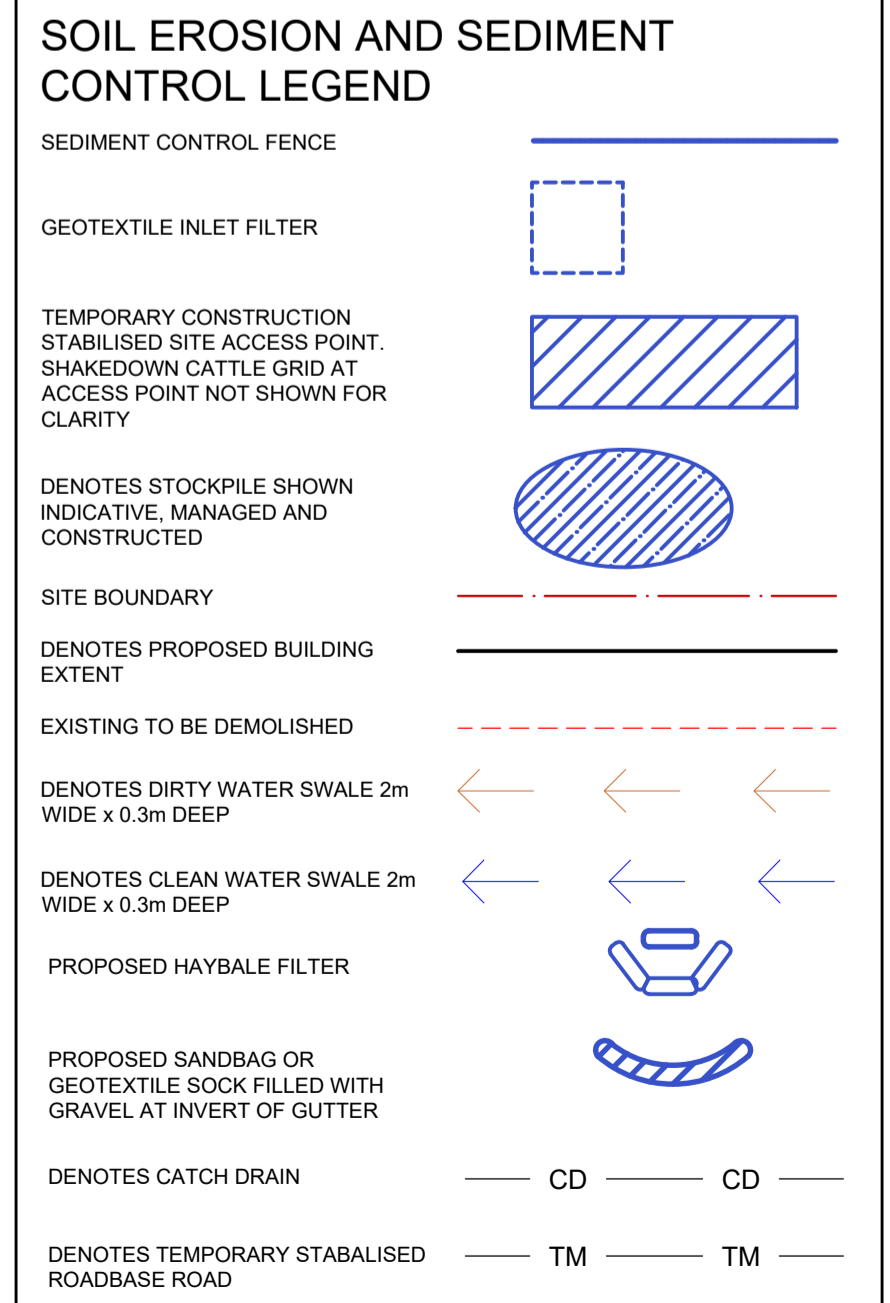 SOIL EROSION AND SEDIMENT
CONTROL LEGEND
SEDIMENT CONTROL FENCE
GEOTEXTILE INLET FILTER
TEMPORARY CONSTRUCTION
STABILISED SITE ACCESS POINT.
SHAKEDOWN CATTLE GRID AT
ACCESS POINT NOT SHOWN FOR
CLARITY
DENOTES STOCKPILE SHOWN
INDICATIVE, MANAGED AND
CONSTRUCTED
SITE BOUNDARY
DENOTES PROPOSED BUILDING
EXTENT
EXISTING TO BE DEMOLISHED
DENOTES DIRTY WATER SWALE 2m
WIDE x 0.3m DEEP
DENOTES CLEAN WATER SWALE 2m
WIDE x 0.3m DEEP
PROPOSED HAYBALE FILTER
PROPOSED SANDBAG OR
GEOTEXTILE SOCK FILLED WITH
GRAVEL AT INVERT OF GUTTER
DENOTES CATCH DRAIN
CD CD
DENOTES TEMPORARY STABALISED
ROADBASE ROAD
TM TM